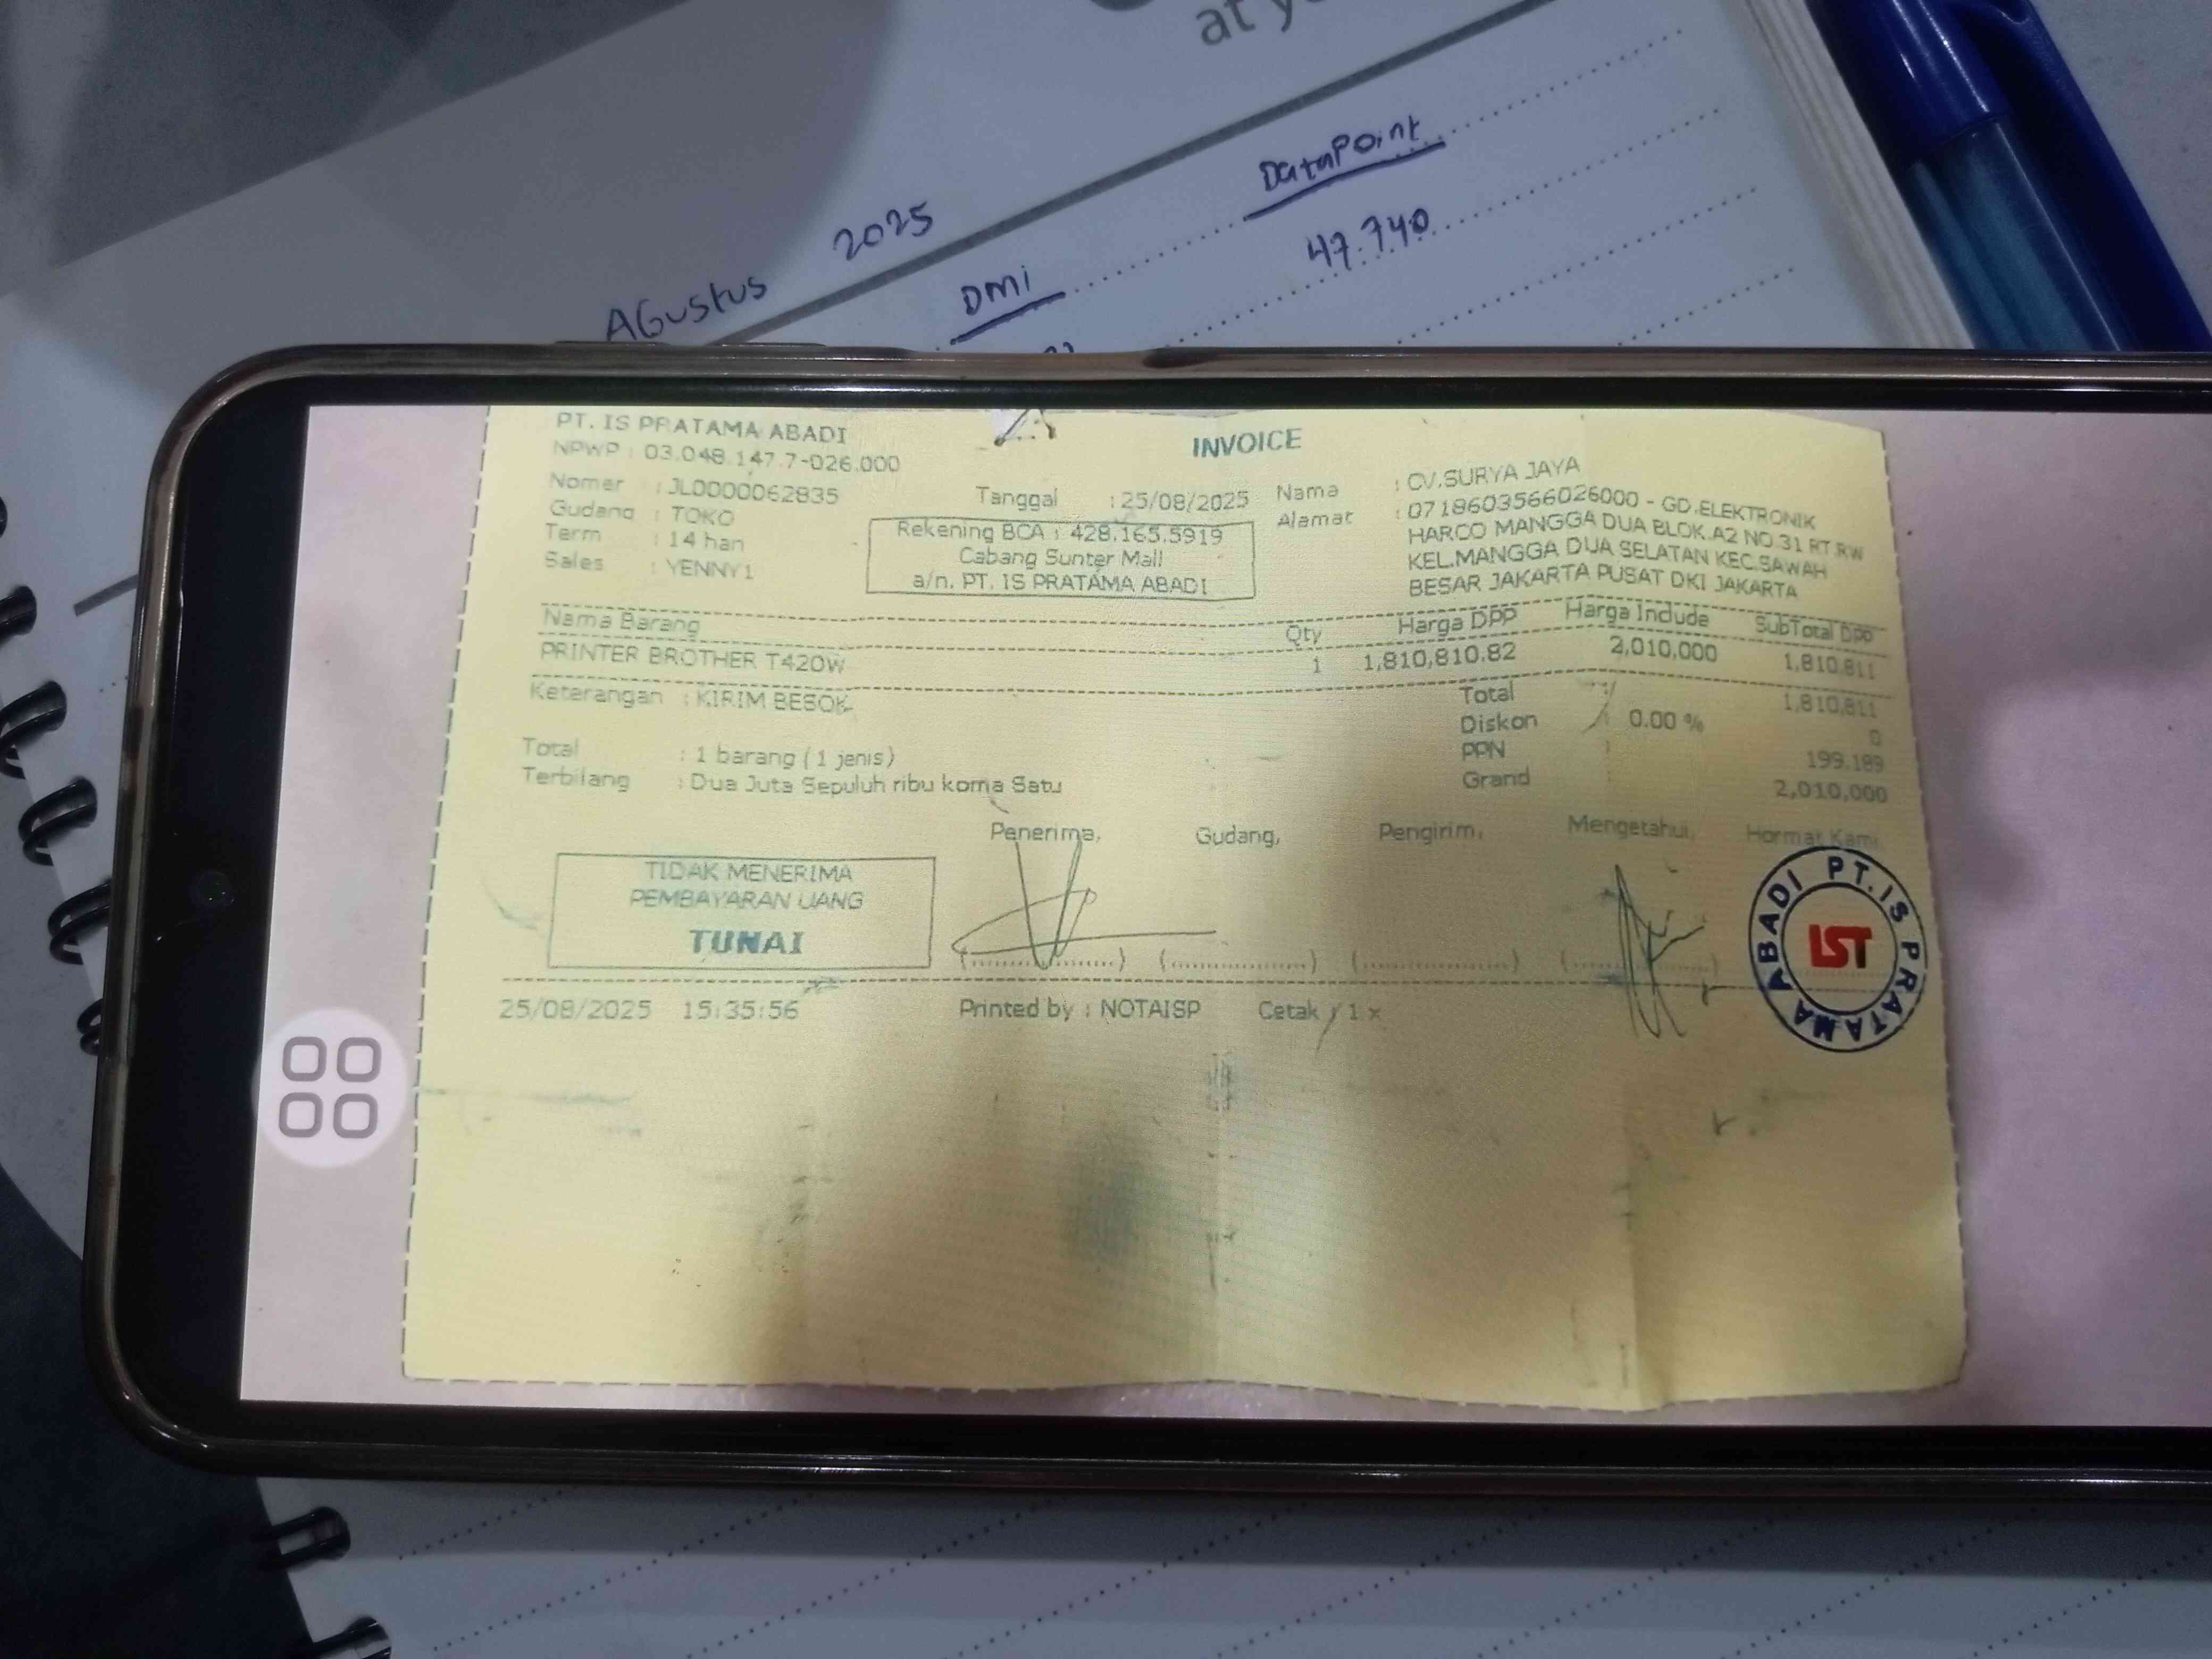 at
Agustus 2025
DMI DataPoint
47.740
PT. IS PRATAMA ABADI
NPWP : 03.048.147.7-026.000
INVOICE
Nomer : JL0000062835
Gudang : TOKO
Term : 14 hari
Sales : YENNY1
Tanggal : 25/08/2025
Rekening BCA : 428.165.5919
Cabang Sunter Mall
a/n. PT. IS PRATAMA ABADI
Nama : CV.SURYA JAYA
Alamat : 0718603566026000 - GD.ELEKTRONIK
HARCO MANGGA DUA BLOK.A2 NO.31 RT.RW
KEL.MANGGA DUA SELATAN KEC.SAWAH
BESAR JAKARTA PUSAT DKI JAKARTA
Nama Barang Qty Harga DPP Harga Include SubTotal DPP
PRINTER BROTHER T420W 1 1,810,810.82 2,010,000 1,810,811
Keterangan : KIRIM BESOK
Total 1,810,811
Diskon : 0.00 % 0
PPN : 199,189
Grand : 2,010,000
Total : 1 barang ( 1 jenis)
Terbilang : Dua Juta Sepuluh ribu koma Satu
Penerima, Gudang, Pengirim, Mengetahui, Hormat Kami
TIDAK MENERIMA
PEMBAYARAN UANG
TUNAI
PT. IS PRATAMA ABADI
IST
25/08/2025 15:35:56 Printed by : NOTAISP Cetak : 1 x